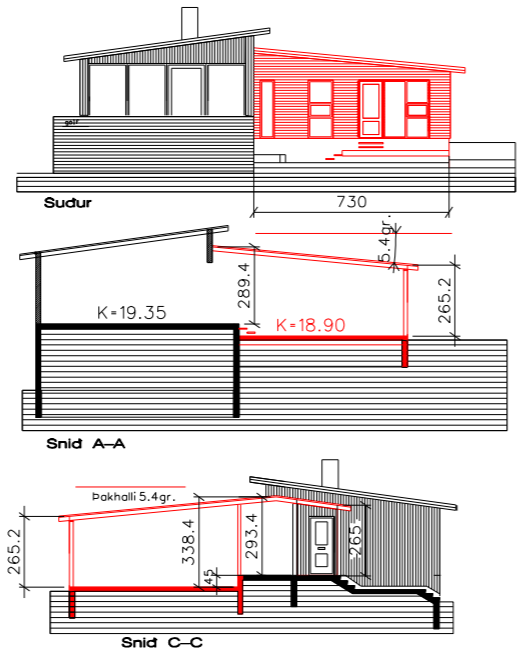 golf
Suður
730
5.4gr.
289.4
265.2
K=19.35
K=18.90
Snið A-A
Þakhalli 5.4gr.
265.2
338.4
45
293.4
265.
Snið C-C